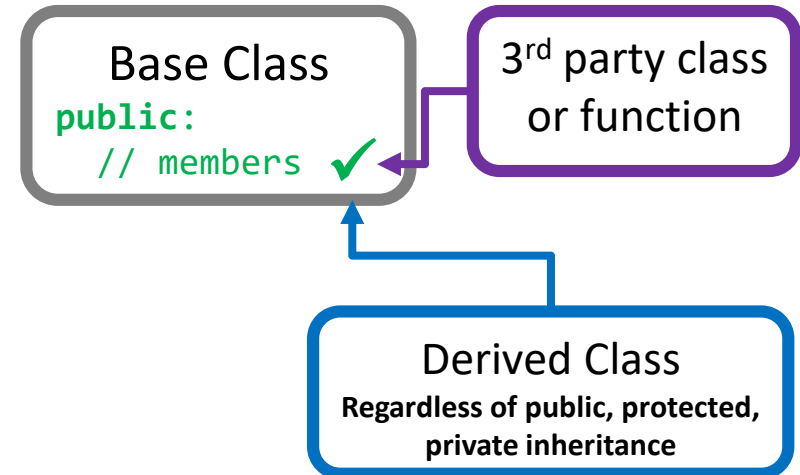 Base Class
public:
// members
3rd party class
or function
Derived Class
Regardless of public, protected,
private inheritance